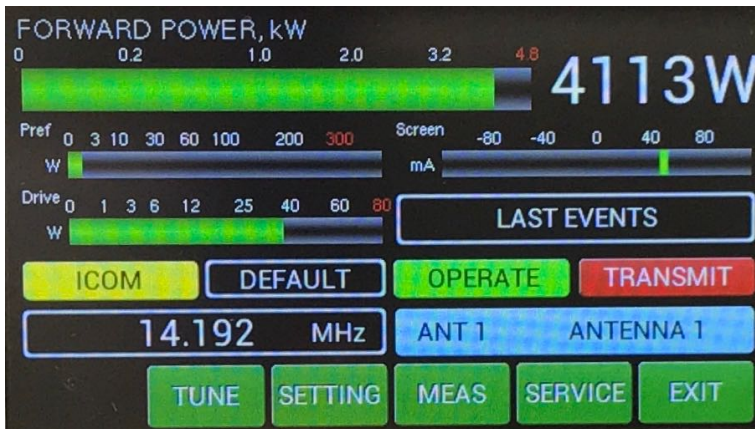 FORWARD POWER, kW
0 0.2 1.0 2.0 3.2 4.8
4113W
Pref 0 3 10 30 60 100 200 300
W
Screen -80 -40 0 40 80
mA
Drive 0 1 3 6 12 25 40 60 80
W
LAST EVENTS
ICOM DEFAULT OPERATE TRANSMIT
14.192 MHz ANT 1 ANTENNA 1
TUNE SETTING MEAS SERVICE EXIT